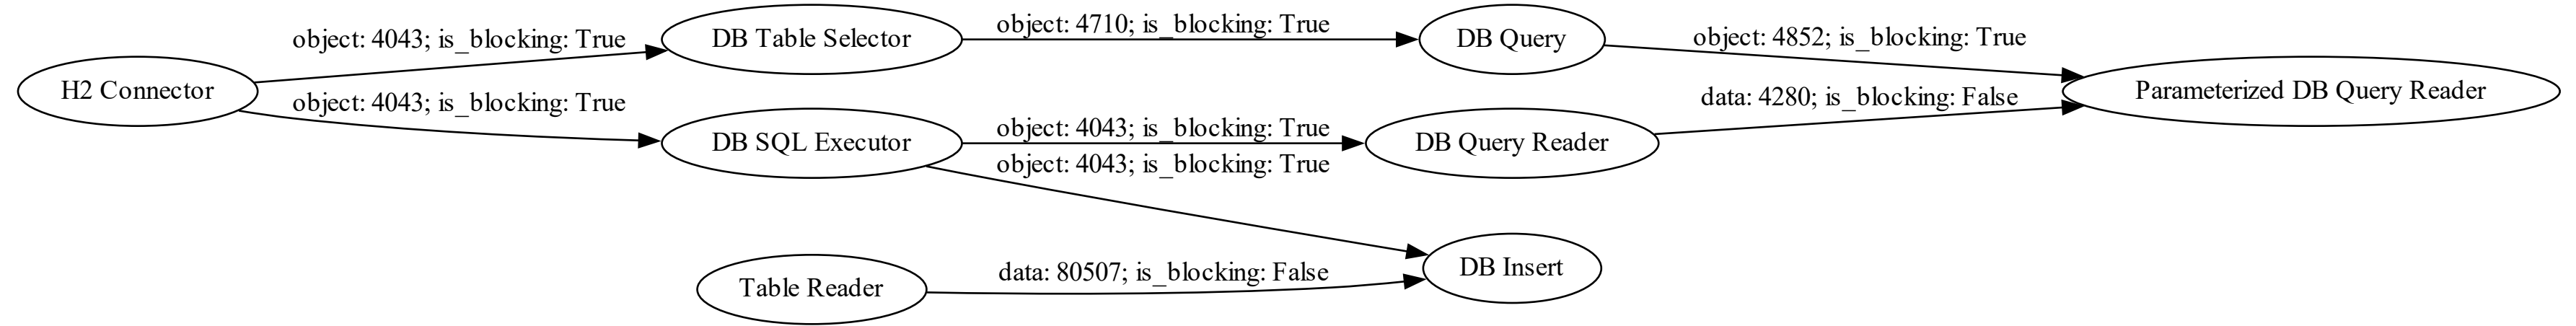 H2 Connector
object: 4043; is_blocking: True
object: 4043; is_blocking: True
DB Table Selector
DB SQL Executor
Table Reader
object: 4710; is_blocking: True
object: 4043; is_blocking: True
object: 4043; is_blocking: True
data: 80507; is_blocking: False
DB Query
DB Query Reader
DB Insert
object: 4852; is_blocking: True
data: 4280; is_blocking: False
Parameterized DB Query Reader